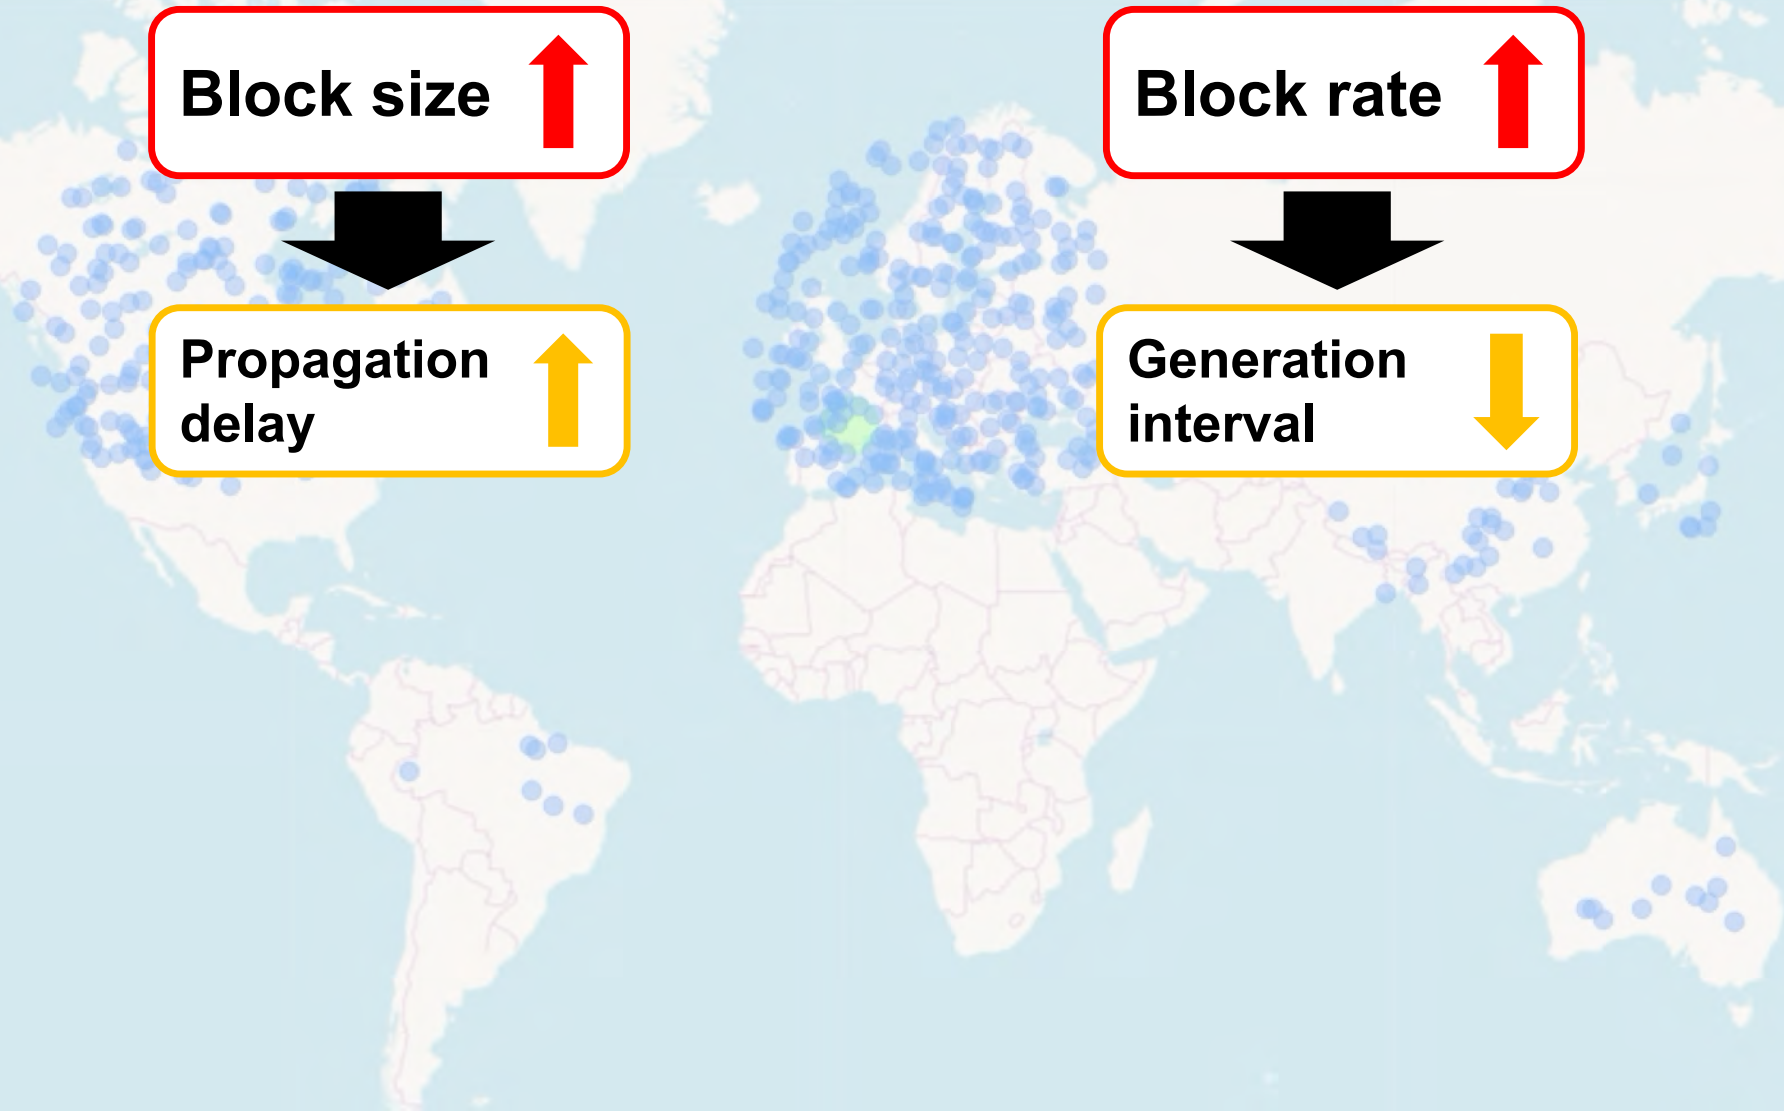 Block size
Block rate
Propagation
delay
Generation
interval